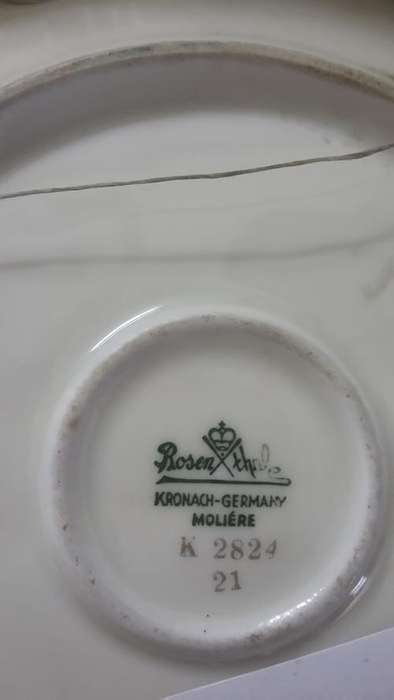 Rosenthal
KRONACH-GERMANY
MOLIÉRE
K 2824
21